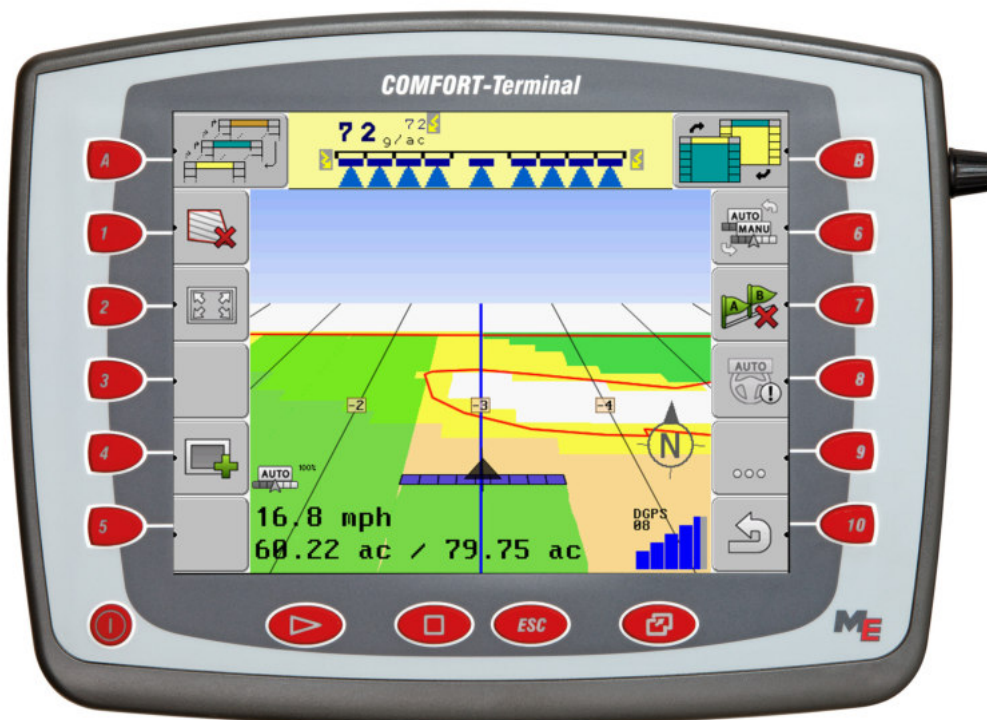 COMFORT-Terminal
72
72
g/ac
A
B
1
6
AUTO
MANU
2
7
A B
3
8
AUTO
-2
-3
-4
4
9
N
AUTO
100%
5
10
16.8 mph
DGPS
08
60.22 ac / 79.75 ac
ESC
ME